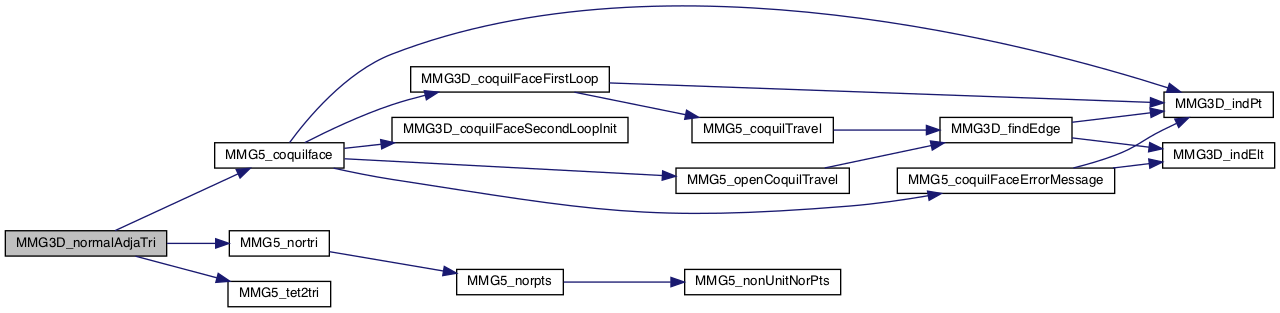 MMG3D_coquilFaceFirstLoop
MMG3D_indPt
MMG3D_coquilFaceSecondLoopInit
MMG5_coquilTravel
MMG3D_findEdge
MMG5_coquilface
MMG3D_indElt
MMG5_openCoquilTravel
MMG5_coquilFaceErrorMessage
MMG3D_normalAdjaTri
MMG5_nortri
MMG5_norpts
MMG5_nonUnitNorPts
MMG5_tet2tri